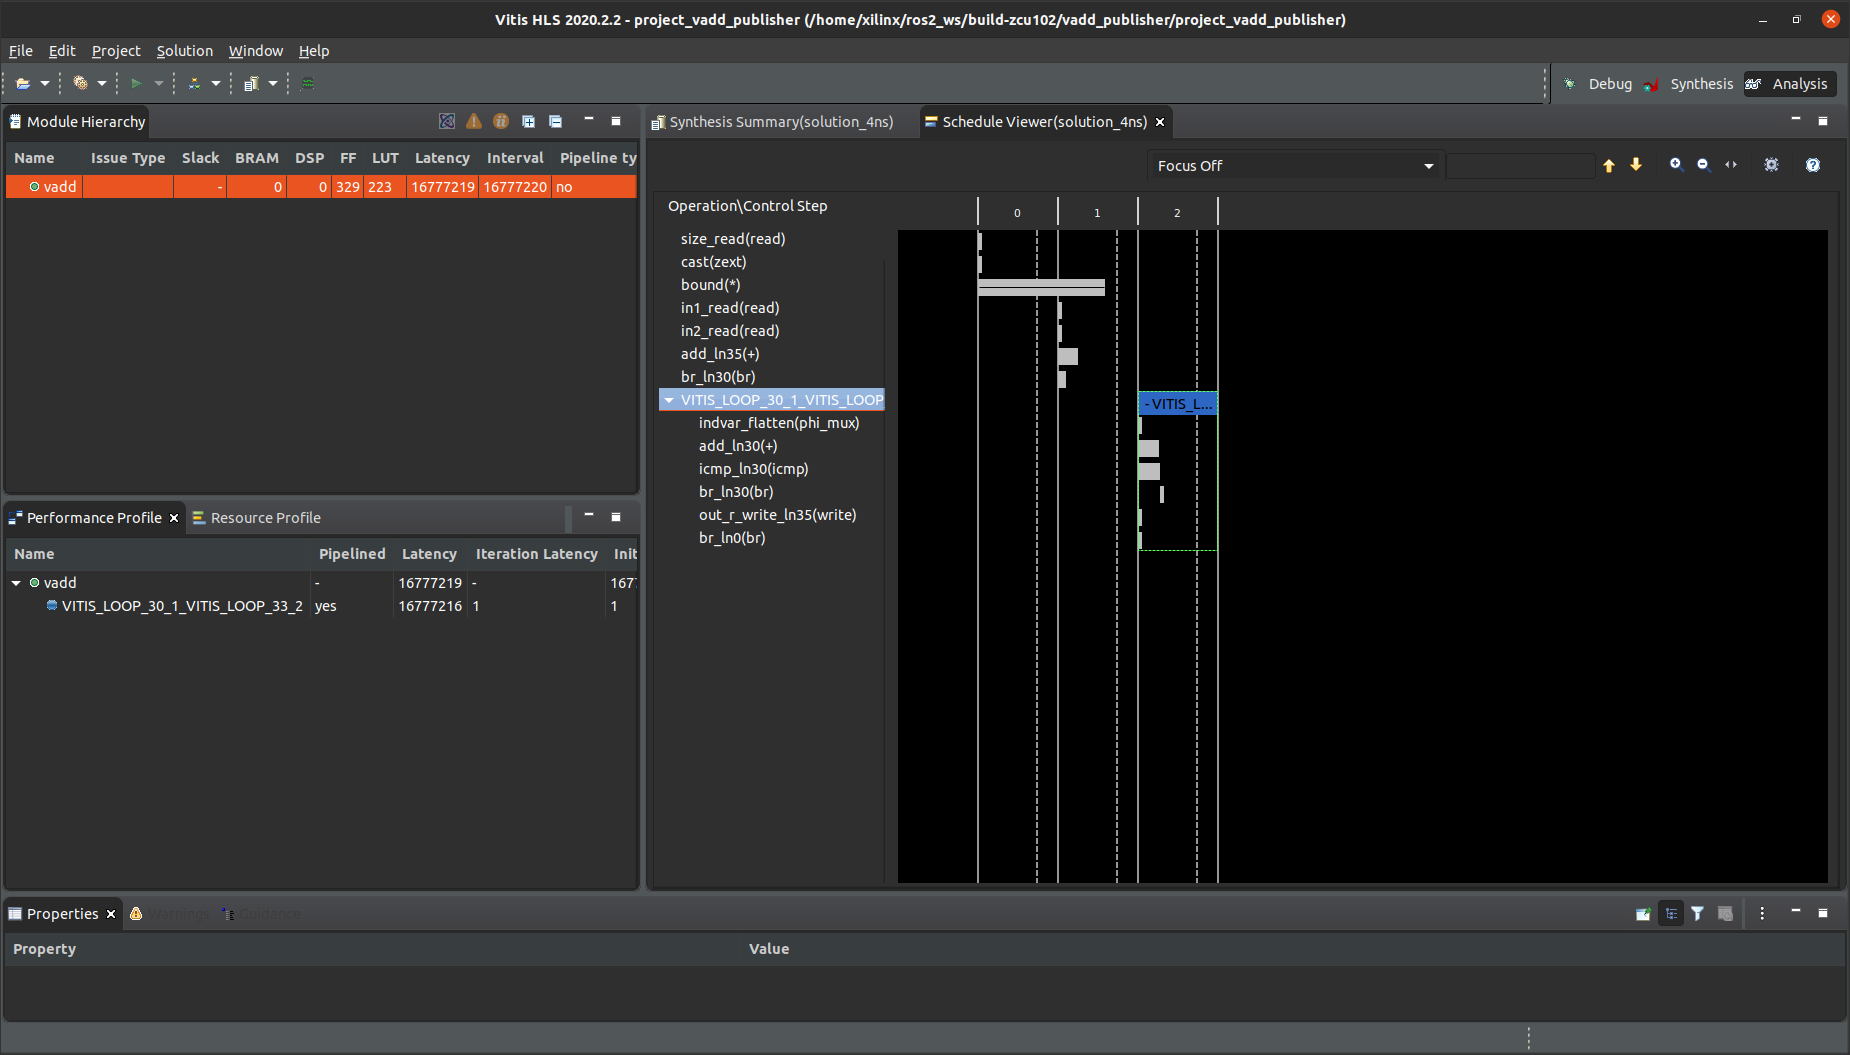 Vitis HLS 2020.2.2 - project_vadd_publisher (/home/xilinx/ros2_ws/build-zcu102/vadd_publisher/project_vadd_publisher)
File Edit Project Solution Window Help
Debug Synthesis Analysis
Module Hierarchy
Name Issue Type Slack BRAM DSP FF LUT Latency Interval Pipeline ty
vadd - 0 0 329 223 16777219 16777220 no
Performance Profile Resource Profile
Name Pipelined Latency Iteration Latency Init
vadd - 16777219 - 167
VITIS_LOOP_30_1_VITIS_LOOP_33_2 yes 16777216 1 1
Synthesis Summary(solution_4ns) Schedule Viewer(solution_4ns)
Focus Off
Operation\Control Step 0 1 2
size_read(read)
cast(zext)
bound(*)
in1_read(read)
in2_read(read)
add_ln35(+)
br_ln30(br)
VITIS_LOOP_30_1_VITIS_LOOP - VITIS_L...
indvar_flatten(phi_mux)
add_ln30(+)
icmp_ln30(icmp)
br_ln30(br)
out_r_write_ln35(write)
br_ln0(br)
Properties Warnings Guidance
Property Value